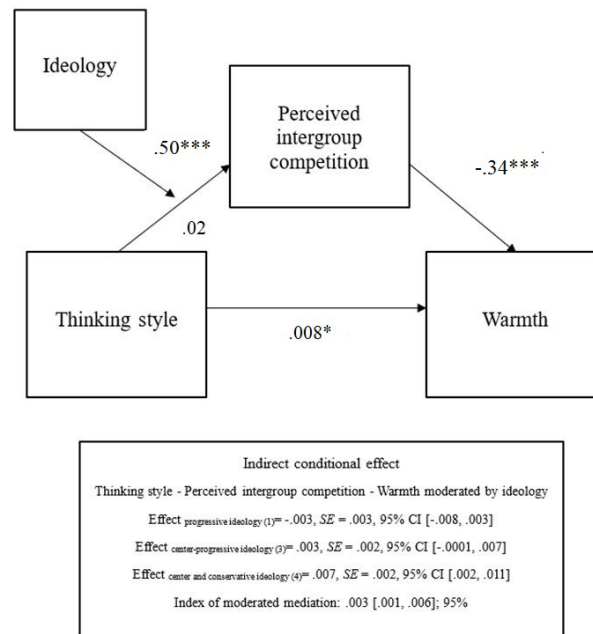 Ideology
Perceived
intergroup
competition
.50***
-.34***
.02
Thinking style
Warmth
.008*
Indirect conditional effect
Thinking style - Perceived intergroup competition - Warmth moderated by ideology
Effect progressive ideology (1)= -.003, SE = .003, 95% CI [-.008, .003]
Effect center-progressive ideology (3)= .003, SE = .002, 95% CI [-.0001, .007]
Effect center and conservative ideology (4)= .007, SE = .002, 95% CI [.002, .011]
Index of moderated mediation: .003 [.001, .006]; 95%